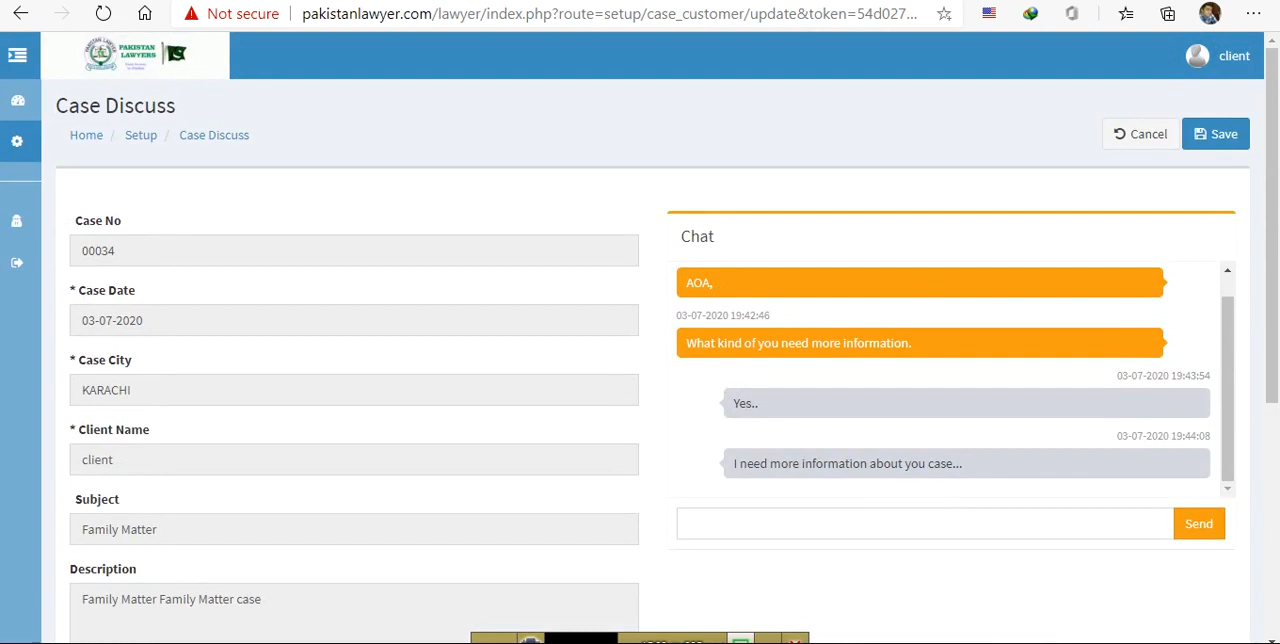 Not secure
pakistanlawyer.com/lawyer/index.php?route=setup/case_customer/update&token=54d027...
PAKISTAN
LAWYERS
client
Case Discuss
Home / Setup / Case Discuss
Cancel
Save
Case No
00034
* Case Date
03-07-2020
* Case City
KARACHI
* Client Name
client
Subject
Family Matter
Description
Family Matter Family Matter case
Chat
AOA,
03-07-2020 19:42:46
What kind of you need more information.
03-07-2020 19:43:54
Yes..
03-07-2020 19:44:08
I need more information about you case...
Send